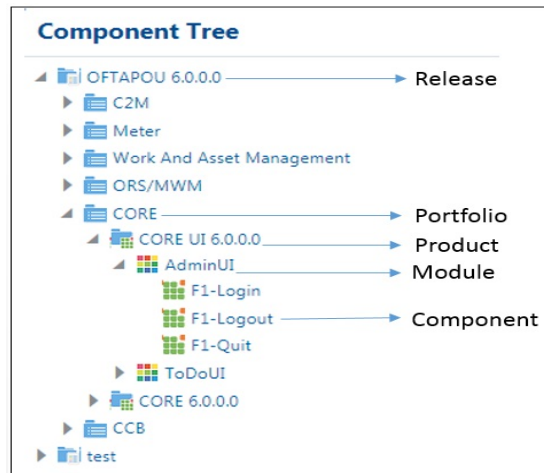 Component Tree
OFTAPOU 6.0.0.0 Release
C2M
Meter
Work And Asset Management
ORS/MWM
CORE Portfolio
CORE UI 6.0.0.0 Product
AdminUI Module
F1-Login
F1-Logout Component
F1-Quit
ToDoUI
CORE 6.0.0.0
CCB
test